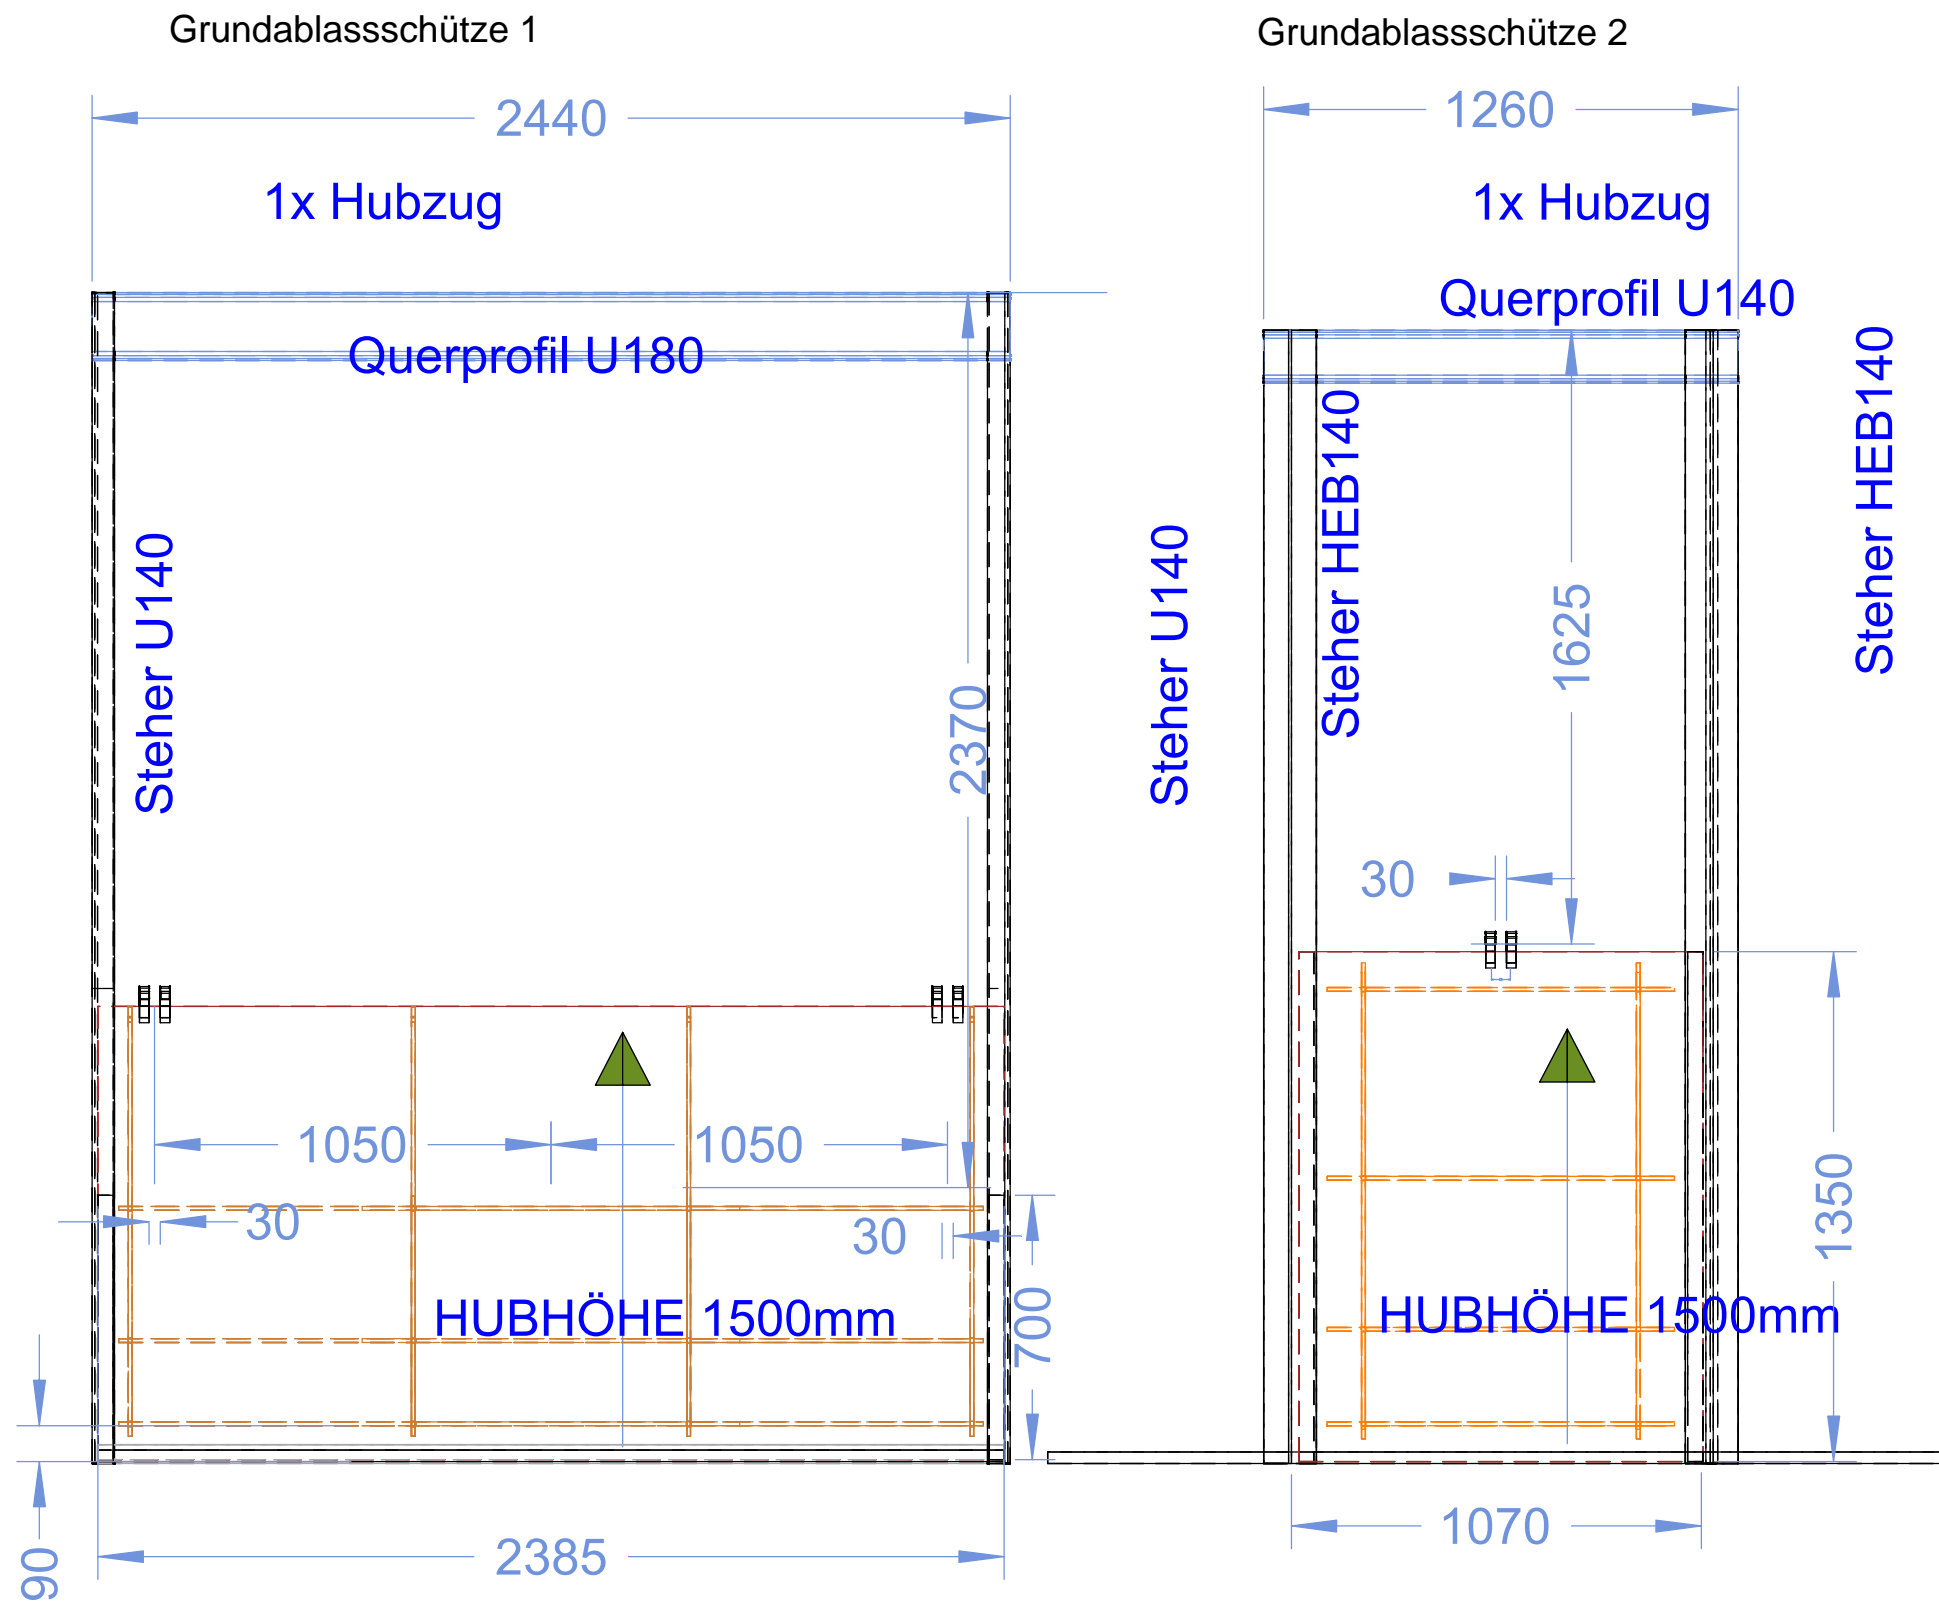 Grundablassschütze 1
2440
1x Hubzug
Querprofil U180
Steher U140
2370
1050
1050
30
30
HUBHÖHE 1500mm
700
90
2385
Grundablassschütze 2
1260
1x Hubzug
Querprofil U140
Steher U140
Steher HEB140
1625
Steher HEB140
30
HUBHÖHE 1500mm
1350
1070